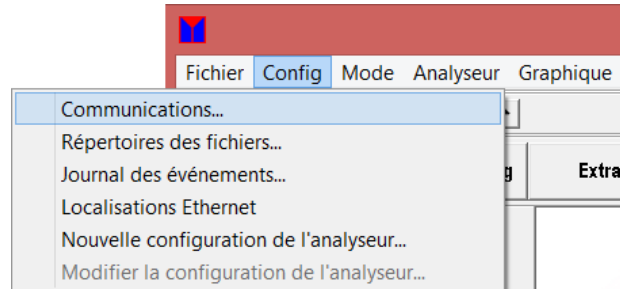 Fichier Config Mode Analyseur Graphique
Communications...
Répertoires des fichiers...
Journal des événements...
Localisations Ethernet
Nouvelle configuration de l'analyseur...
Modifier la configuration de l'analyseur...